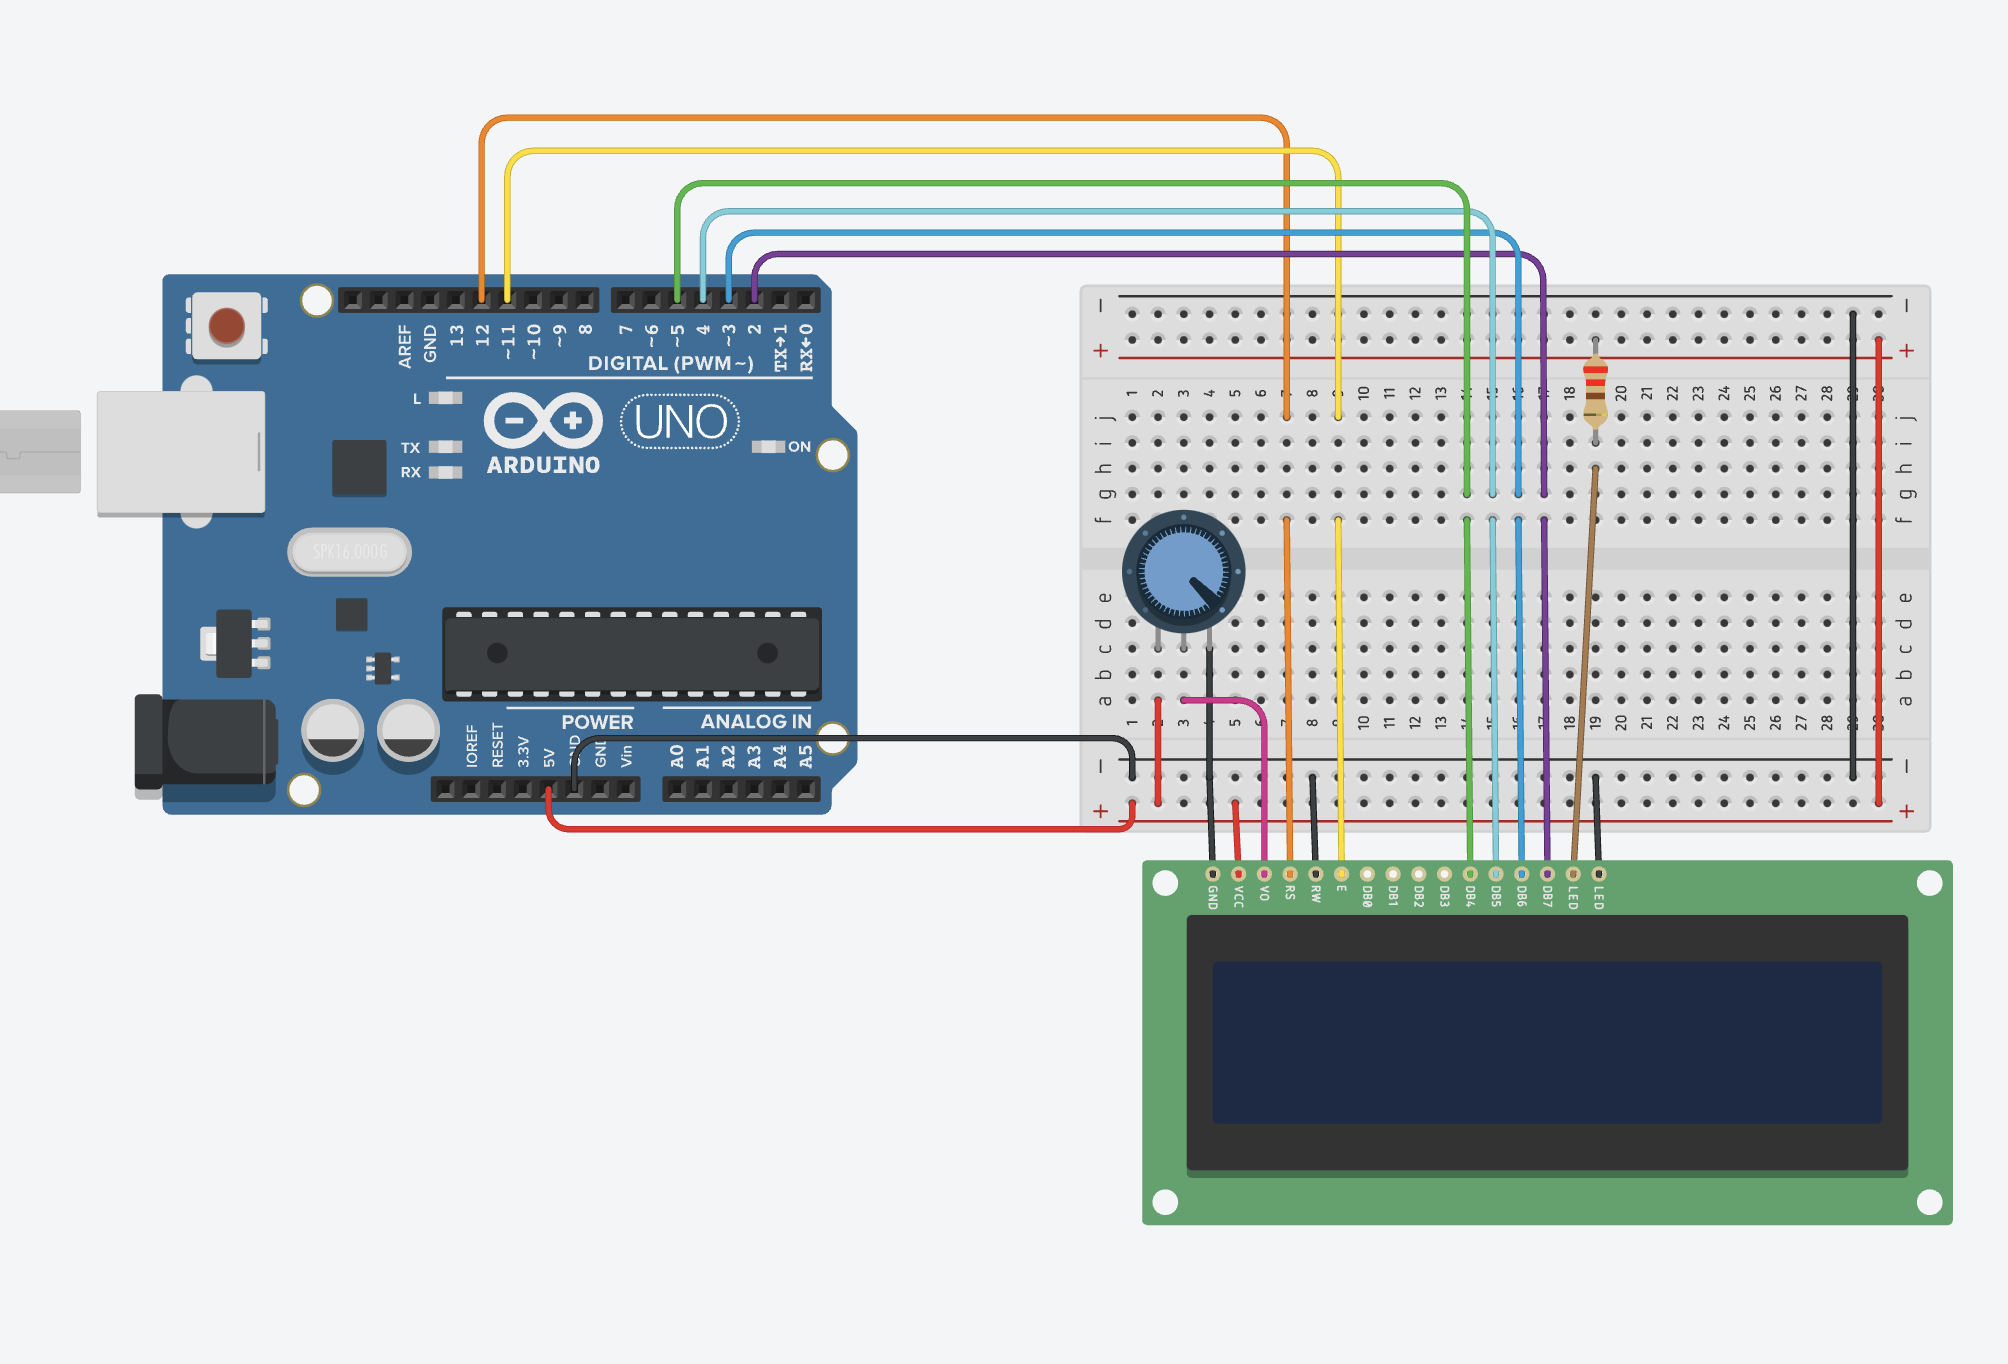 AREF
GND
13
12
~11
~10
~9
8
7
~6
~5
4
~3
2
TX→1
RX←0
DIGITAL (PWM ~)
L
TX
RX
UNO
ON
ARDUINO
SPK16.000G
POWER
ANALOG IN
IOREF
RESET
3.3V
5V
GND
GND
Vin
A0
A1
A2
A3
A4
A5
− −
+ +
1 2 3 4 5 6 7 8 9 10 11 12 13 14 15 16 17 18 20 21 22 23 24 25 26 27 28 29 30
j j
i i
h h
g g
f f
e e
d d
c c
b b
a a
1 2 3 4 5 6 7 8 9 10 11 12 13 14 15 16 17 18 19 20 21 22 23 24 25 26 27 28 29 30
− −
+ +
GND
VCC
VO
RS
RW
E
DB0
DB1
DB2
DB3
DB4
DB5
DB6
DB7
LED
LED